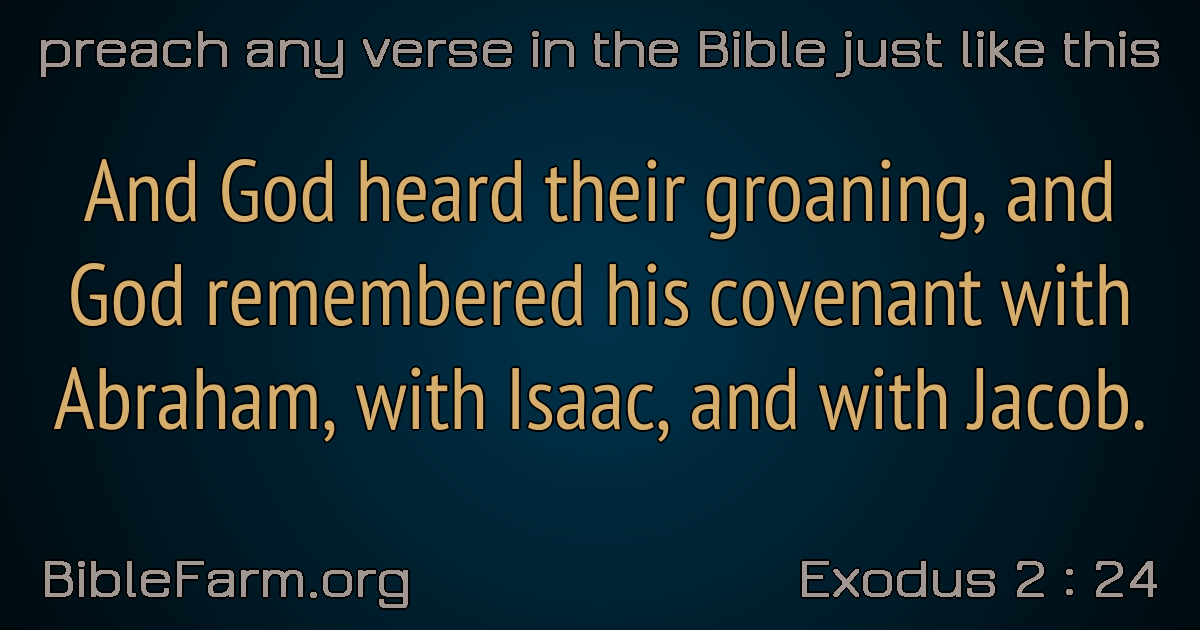 preach any verse in the Bible just like this
And God heard their groaning, and
God remembered his covenant with
Abraham, with Isaac, and with Jacob.
BibleFarm.org
Exodus 2 : 24